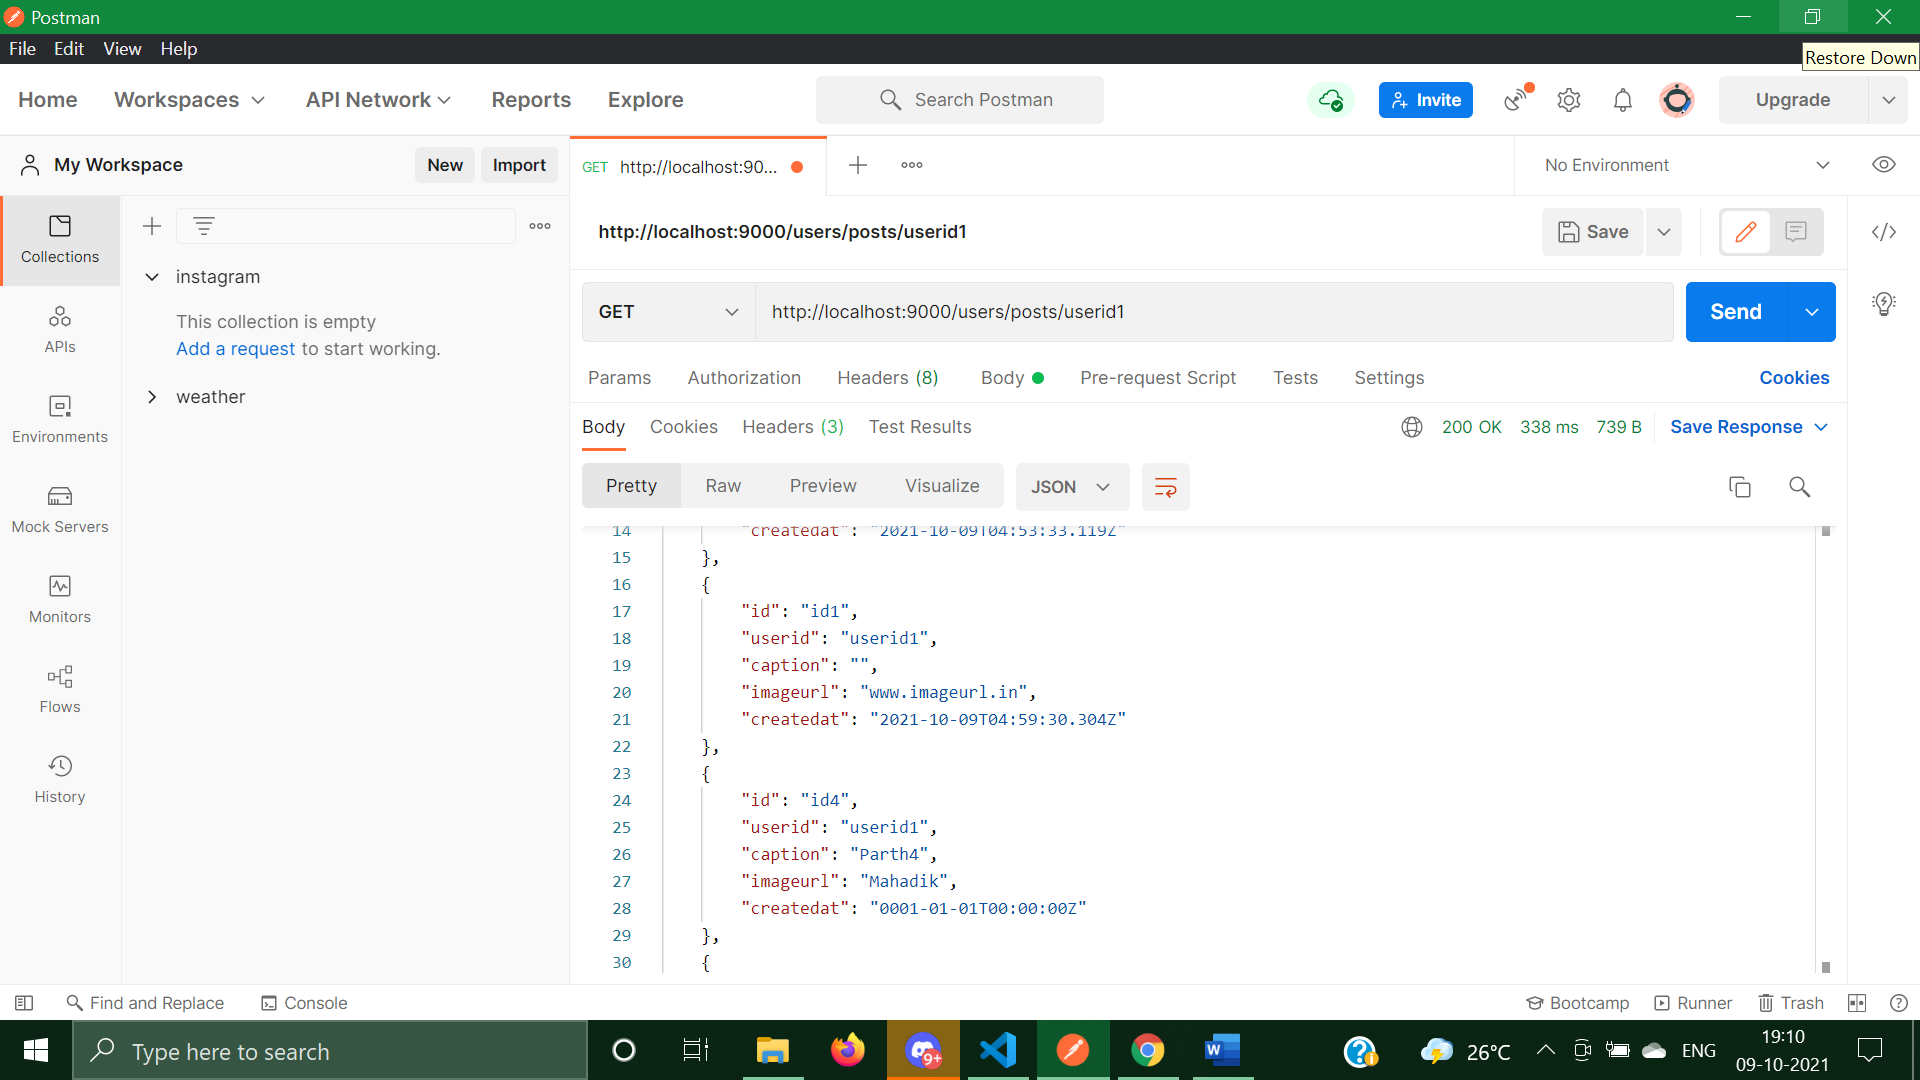 Postman
File Edit View Help
Restore Down
Home Workspaces API Network Reports Explore Search Postman Invite Upgrade
My Workspace New Import GET http://localhost:90... No Environment
http://localhost:9000/users/posts/userid1 Save
Collections
instagram
This collection is empty
Add a request to start working.
weather
APIs
Environments
Mock Servers
Monitors
Flows
History
GET http://localhost:9000/users/posts/userid1 Send
Params Authorization Headers (8) Body Pre-request Script Tests Settings Cookies
Body Cookies Headers (3) Test Results 200 OK 338 ms 739 B Save Response
Pretty Raw Preview Visualize JSON
14 "createdat": "2021-10-09T04:53:33.119Z"
15 },
16 {
17 "id": "id1",
18 "userid": "userid1",
19 "caption": "",
20 "imageurl": "www.imageurl.in",
21 "createdat": "2021-10-09T04:59:30.304Z"
22 },
23 {
24 "id": "id4",
25 "userid": "userid1",
26 "caption": "Parth4",
27 "imageurl": "Mahadik",
28 "createdat": "0001-01-01T00:00:00Z"
29 },
30 {
Find and Replace Console Bootcamp Runner Trash
Type here to search 9+ W 26°C ENG 19:10
09-10-2021